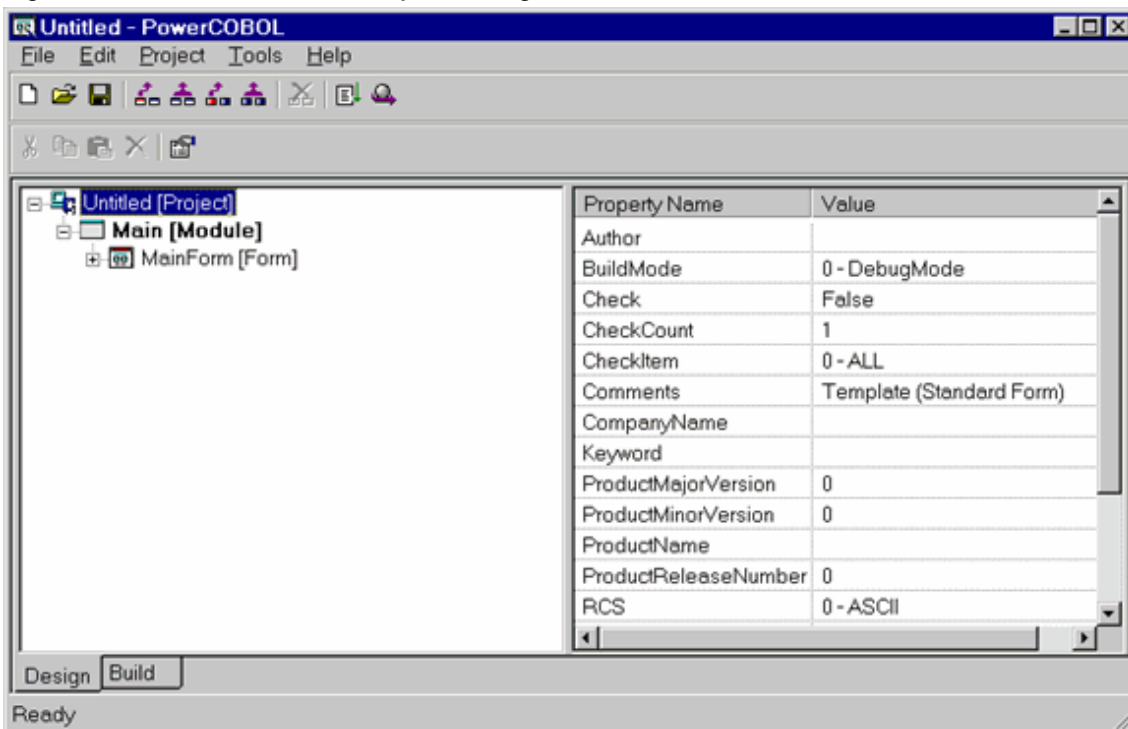 Untitled - PowerCOBOL
File Edit Project Tools Help
Untitled [Project]
Main [Module]
MainForm [Form]
Property Name Value
Author
BuildMode 0 - DebugMode
Check False
CheckCount 1
CheckItem 0 - ALL
Comments Template (Standard Form)
CompanyName
Keyword
ProductMajorVersion 0
ProductMinorVersion 0
ProductName
ProductReleaseNumber 0
RCS 0 - ASCII
Design Build
Ready